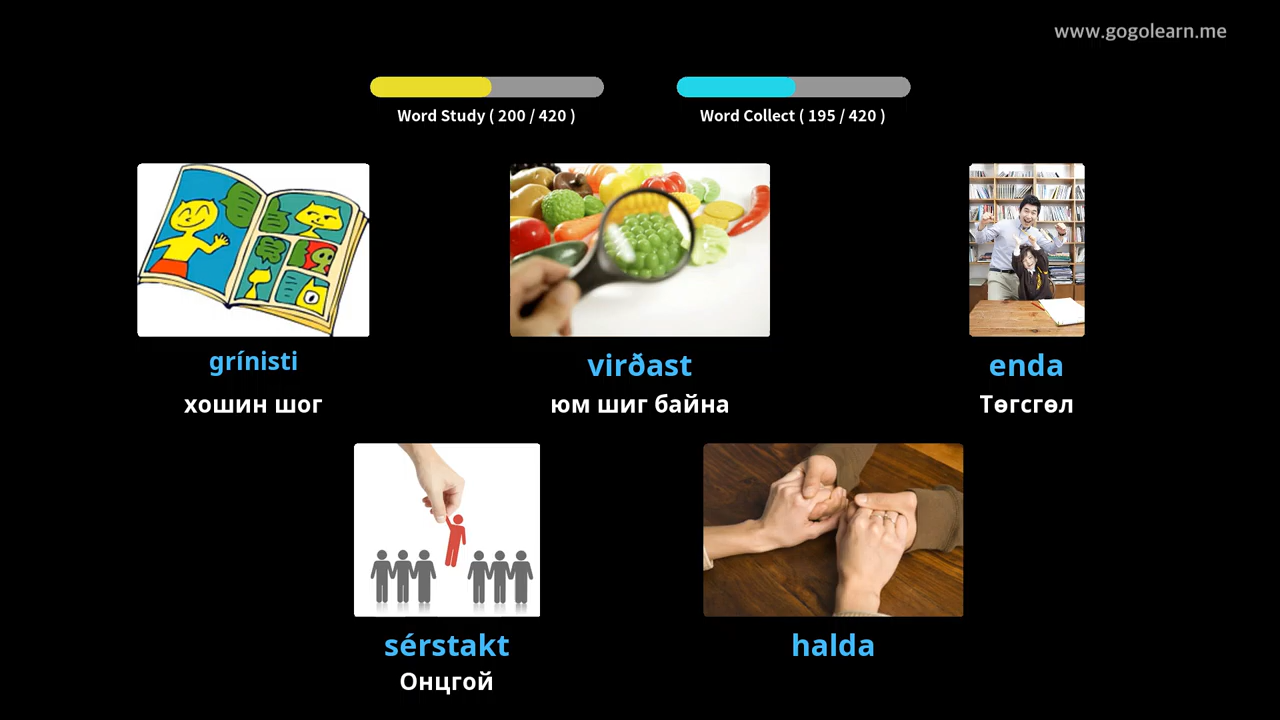 www.gogolearn.me
Word Study ( 200 / 420 )
Word Collect ( 195 / 420 )
grínisti
хошин шог
virðast
юм шиг байна
enda
Төгсгөл
sérstakt
Онцгой
halda